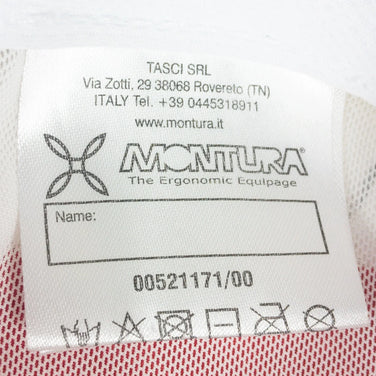 TASCI SRL
Via Zotti, 29 38068 Rovereto (TN)
ITALY Tel. +39 0445318911
www.montura.it
MONTURA®
The Ergonomic Equipage
Name:
00521171/00